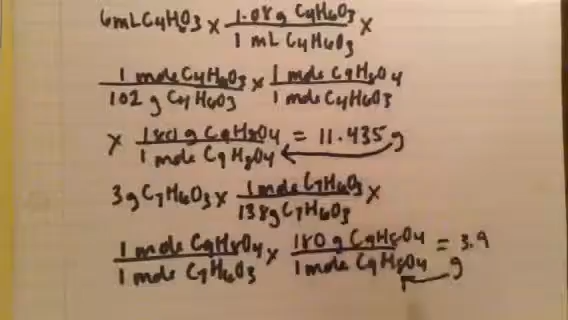 6mL C4H6O3 × 1.08 g C4H6O3 / 1 mL C4H6O3 ×
1 mole C4H6O3 / 102 g C4H6O3 × 1 mole C9H8O4 / 1 mole C4H6O3
× g C9H8O4 / 1 mole C9H8O4 = 11.435 g
3g C7H6O3 × 1 mole C7H6O3 / 138g C7H6O3 ×
1 mole C9H8O4 / 1 mole C7H6O3 × 180 g C9H8O4 / 1 mole C9H8O4 = 3.9
g